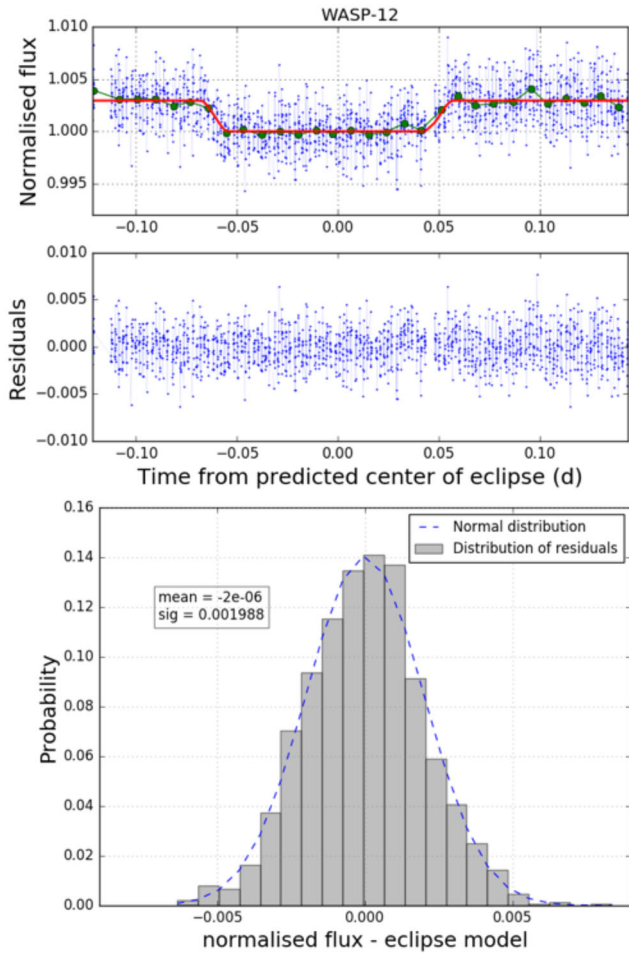 WASP-12
1.010
1.005
1.000
0.995
Normalised flux
−0.10 −0.05 0.00 0.05 0.10
0.010
0.005
0.000
−0.005
−0.010
Residuals
−0.10 −0.05 0.00 0.05 0.10
Time from predicted center of eclipse (d)
0.16
0.14
0.12
0.10
0.08
0.06
0.04
0.02
0.00
Probability
Normal distribution
Distribution of residuals
mean = -2e-06
sig = 0.001988
−0.005 0.000 0.005
normalised flux - eclipse model